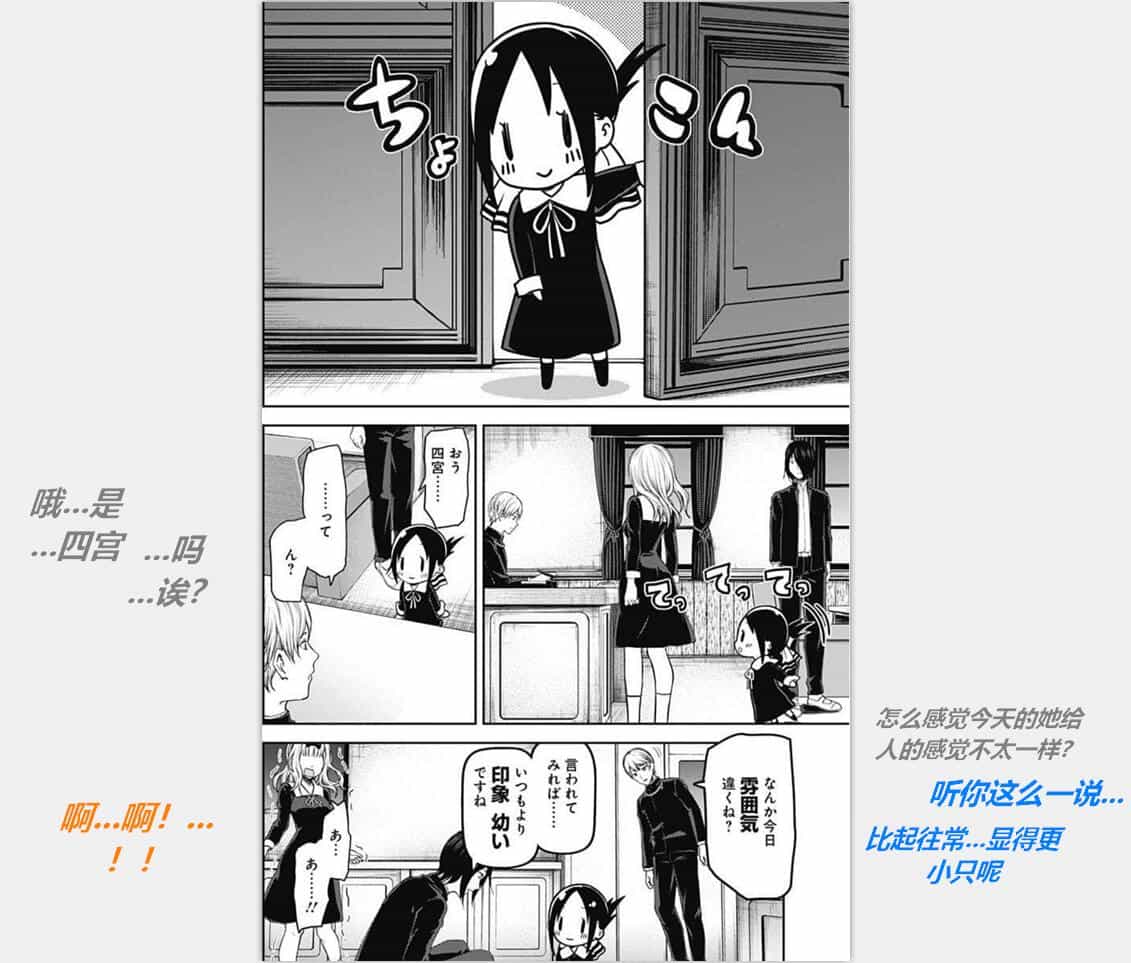 ちょ
こん
てっ
てっ
てっ
おう
四宮……
……って
ん?
なんか今日
雰囲気
違くね?
言われて
みれば……
いつもより
印象 幼い
ですね
あ…
あ……!!
哦...是
...四宫
...吗
...诶?
怎么感觉今天的她给
人的感觉不太一样?
听你这么一说...
比起往常...显得更
小只呢
啊...啊! ...
! !